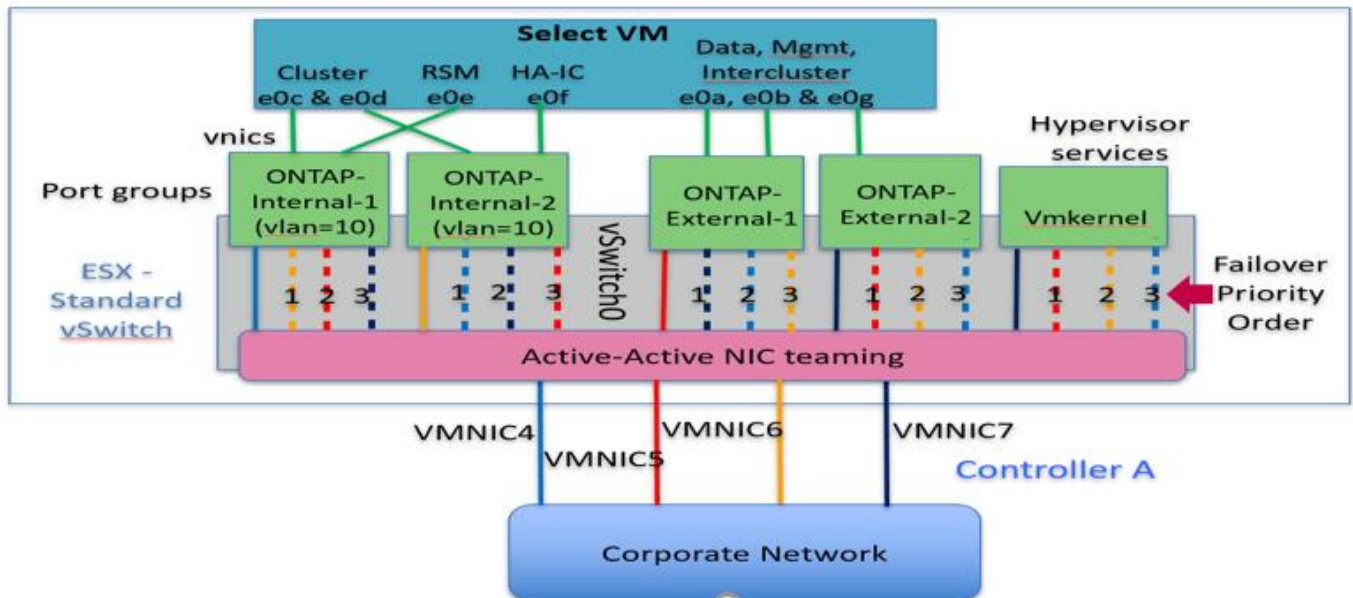 Select VM
Cluster
e0c & e0d
RSM
e0e
HA-IC
e0f
Data, Mgmt,
Intercluster
e0a, e0b & e0g
vnics
Hypervisor
services
Port groups
ONTAP-
Internal-1
(vlan=10)
ONTAP-
Internal-2
(vlan=10)
vSwitch0
ONTAP-
External-1
ONTAP-
External-2
Vmkernel
ESX -
Standard
vSwitch
1 2 3
1 2 3
1 2 3
1 2 3
1 2 3
Failover
Priority
Order
Active-Active NIC teaming
VMNIC4
VMNIC5
VMNIC6
VMNIC7
Controller A
Corporate Network